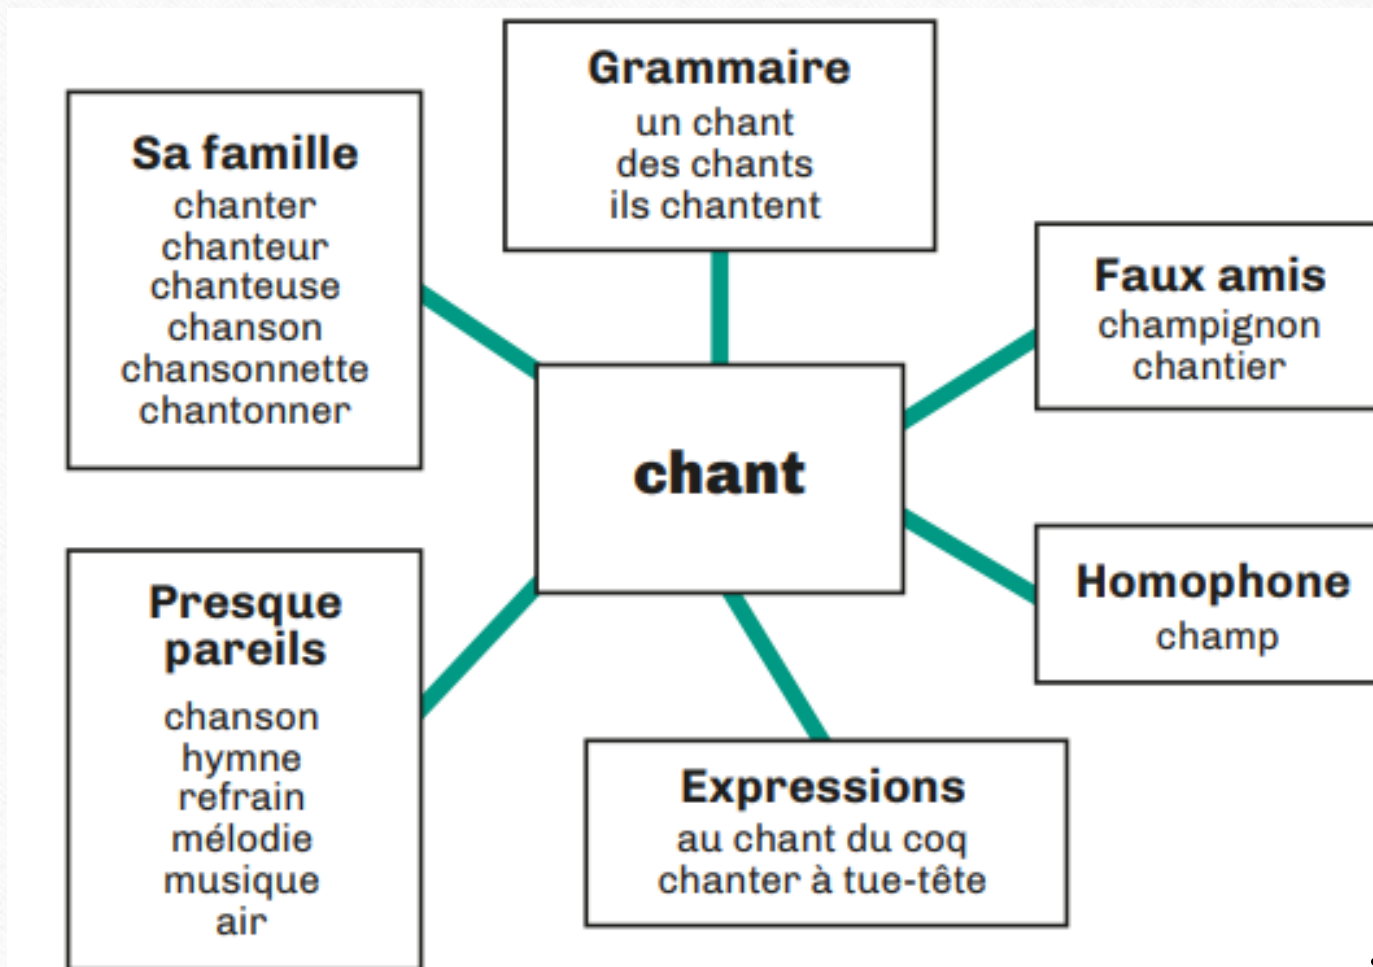 Grammaire
un chant
des chants
ils chantent
Sa famille
chanter
chanteur
chanteuse
chanson
chansonnette
chantonner
Faux amis
champignon
chantier
chant
Homophone
champ
Presque
pareils
chanson
hymne
refrain
mélodie
musique
air
Expressions
au chant du coq
chanter à tue-tête